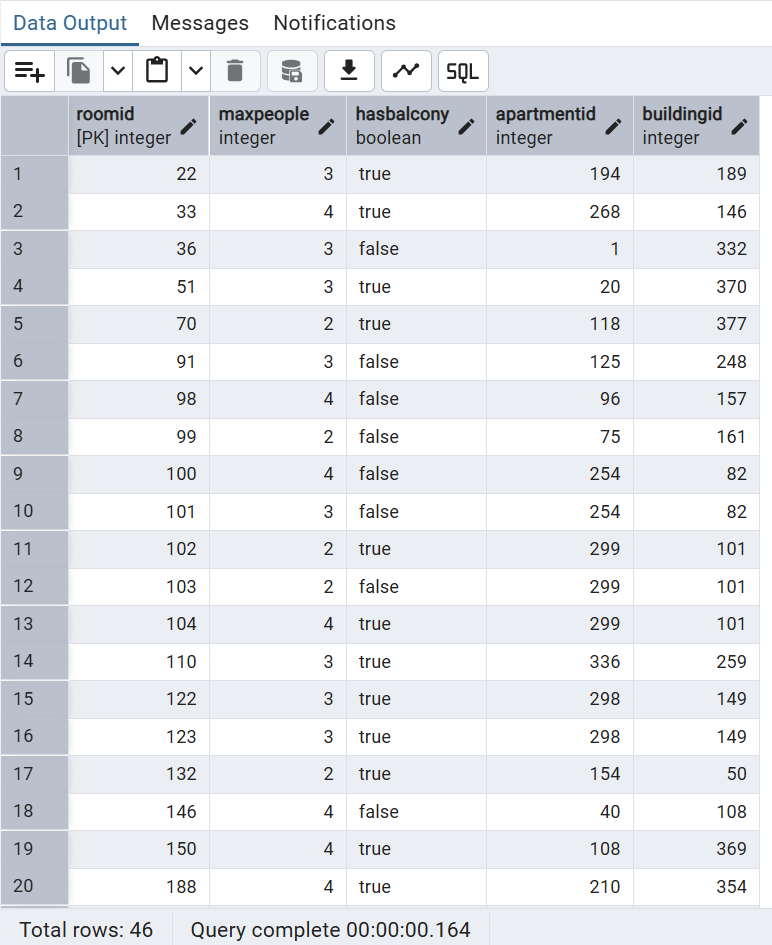 Data Output Messages Notifications
SQL
roomid maxpeople hasbalcony apartmentid buildingid
[PK] integer integer boolean integer integer
1 22 3 true 194 189
2 33 4 true 268 146
3 36 3 false 1 332
4 51 3 true 20 370
5 70 2 true 118 377
6 91 3 false 125 248
7 98 4 false 96 157
8 99 2 false 75 161
9 100 4 false 254 82
10 101 3 false 254 82
11 102 2 true 299 101
12 103 2 false 299 101
13 104 4 true 299 101
14 110 3 true 336 259
15 122 3 true 298 149
16 123 3 true 298 149
17 132 2 true 154 50
18 146 4 false 40 108
19 150 4 true 108 369
20 188 4 true 210 354
Total rows: 46 Query complete 00:00:00.164